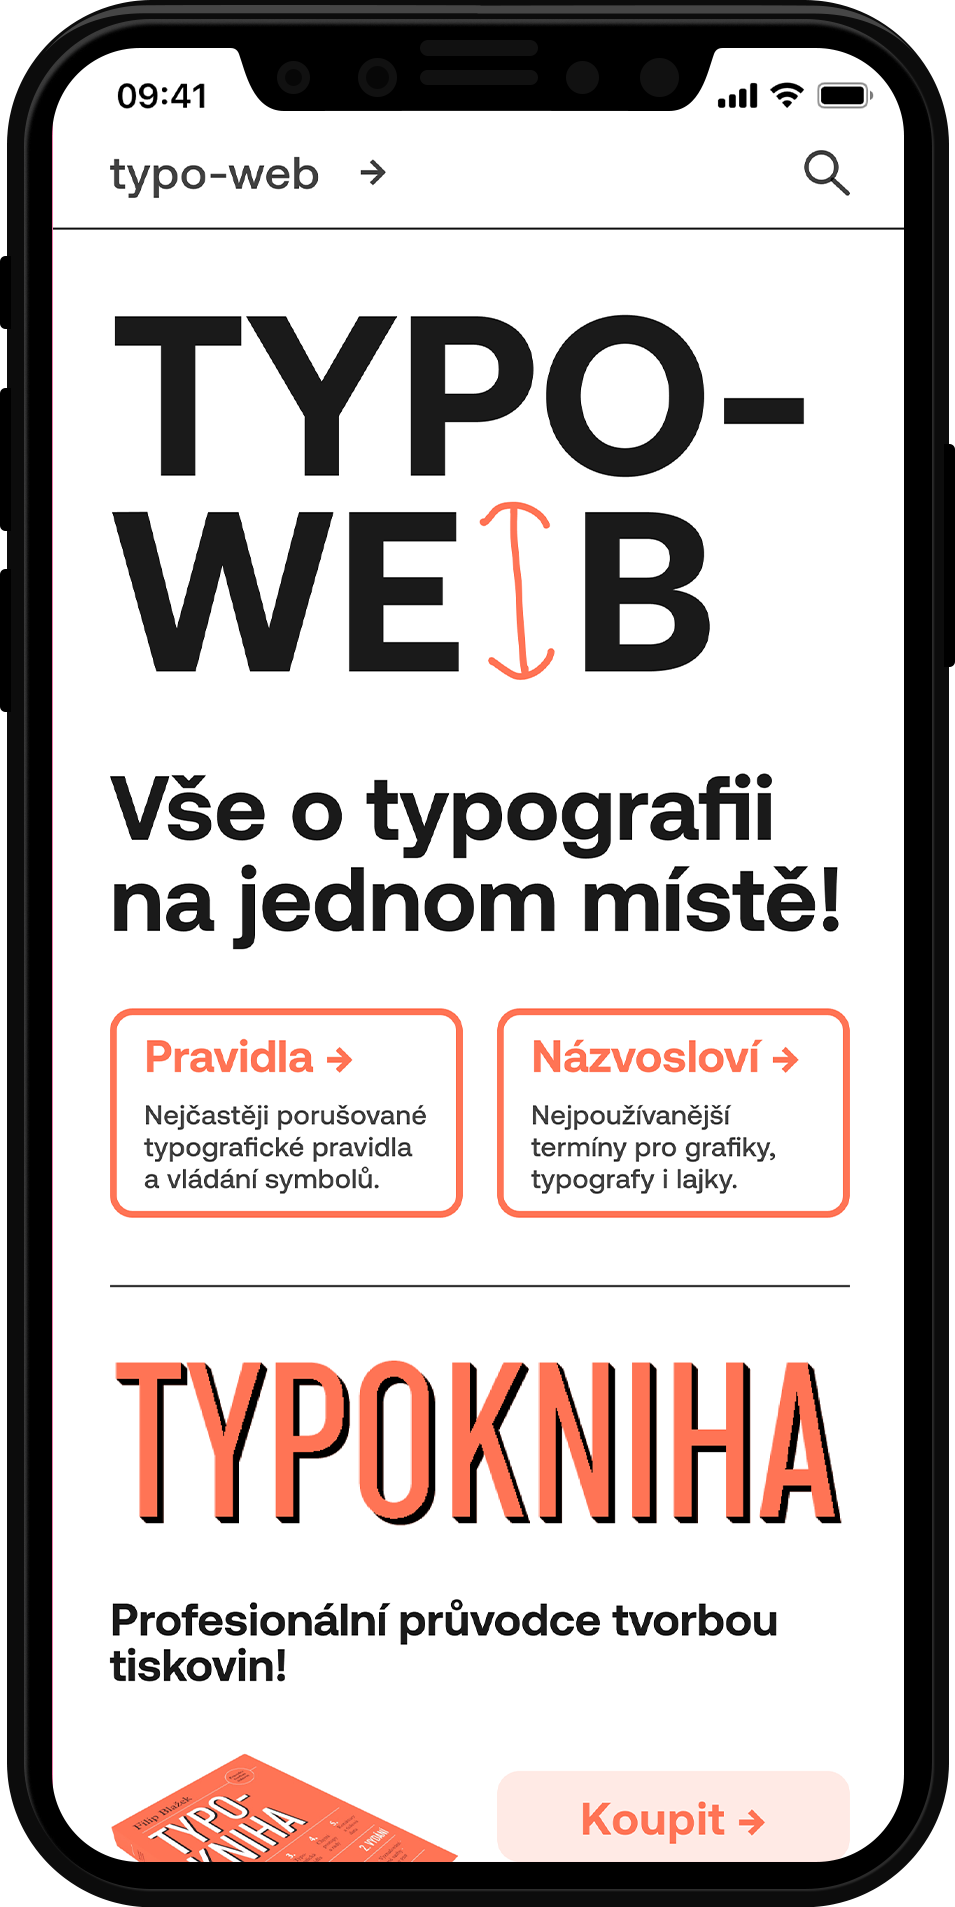 09:41
typo-web →
TYPO-
WEB
Vše o typografii
na jednom místě!
Pravidla →
Nejčastěji porušované
typografické pravidla
a vládání symbolů.
Názvosloví →
Nejpoužívanější
termíny pro grafiky,
typografy i lajky.
TYPOKNIHA
Profesionální průvodce tvorbou
tiskovin!
Filip Blažek
TYPO-
KNIHA
2. VYDÁNÍ
Koupit →